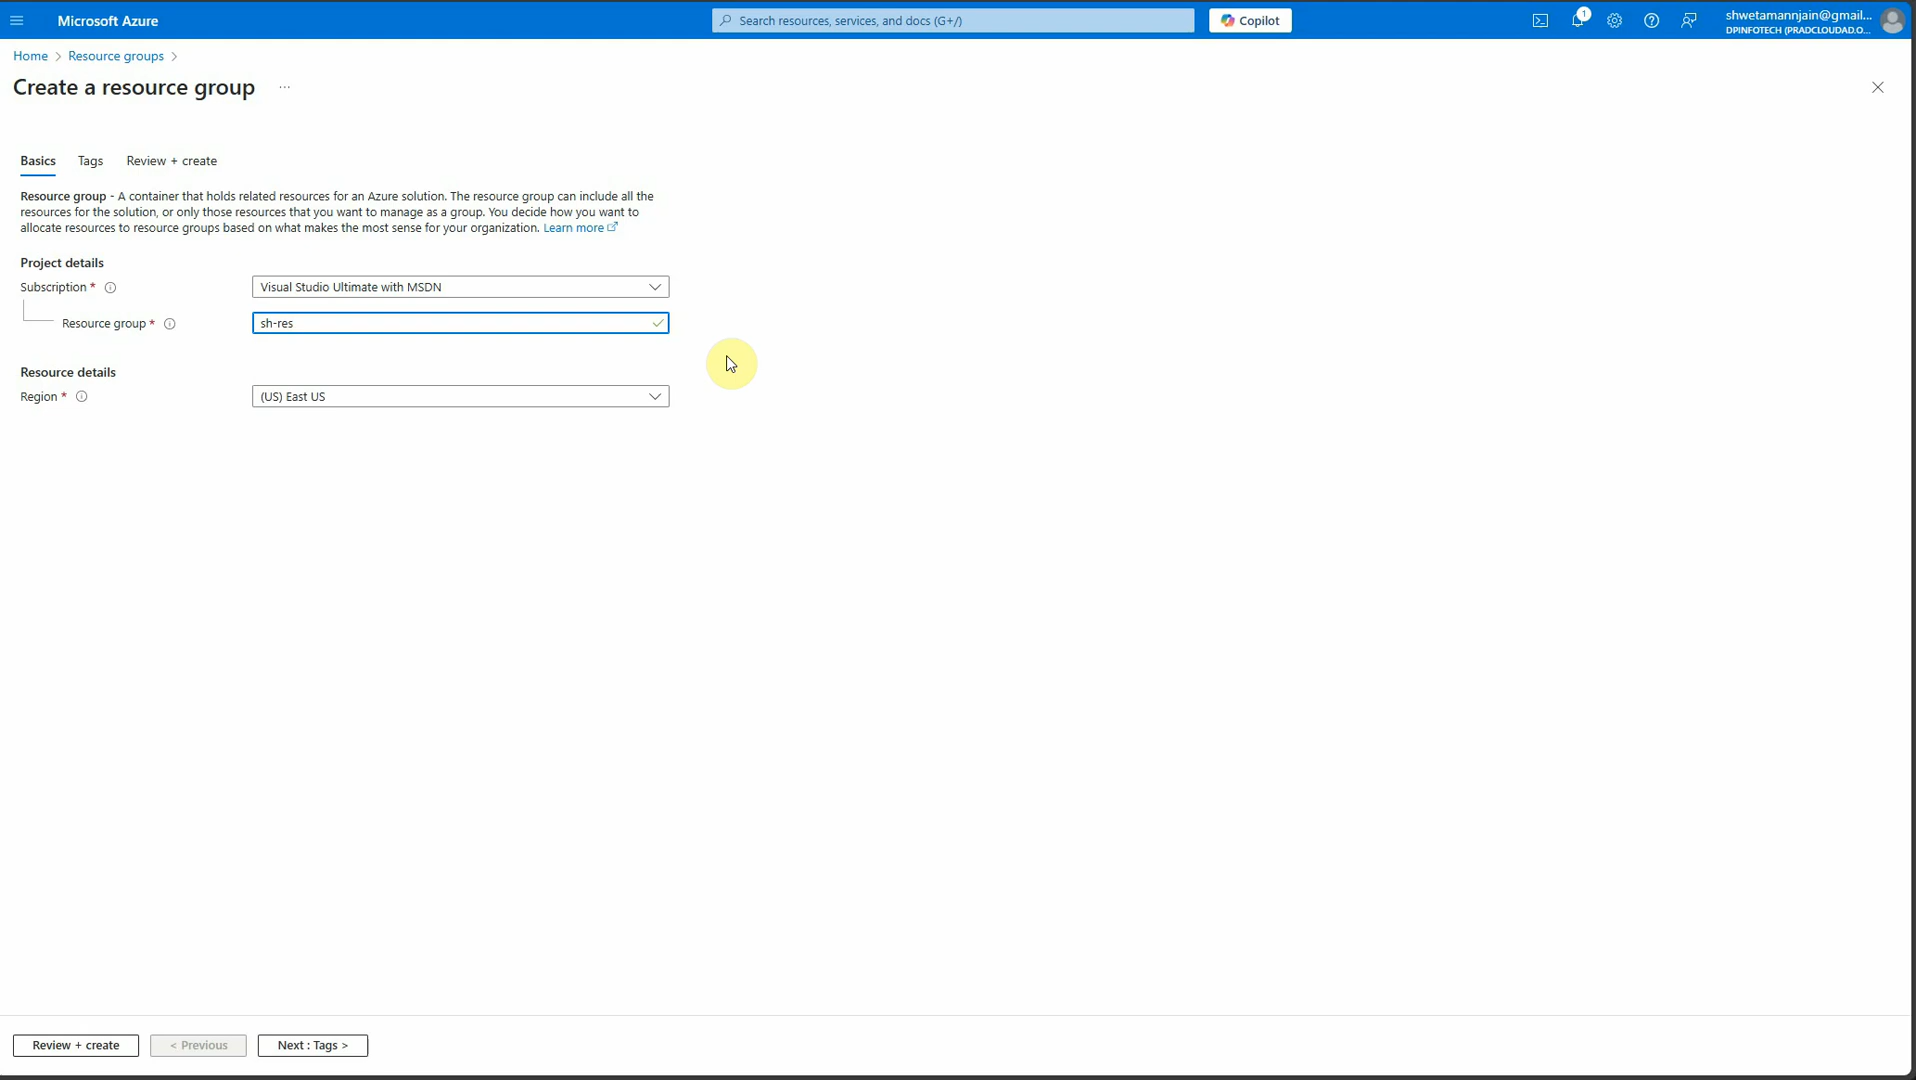 Microsoft Azure
Search resources, services, and docs (G+/)
Copilot
1
shwetamannjain@gmail...
DPINFOTECH (PRADCLOUDAD.O...
Home > Resource groups >
Create a resource group ...
Basics Tags Review + create
Resource group - A container that holds related resources for an Azure solution. The resource group can include all the
resources for the solution, or only those resources that you want to manage as a group. You decide how you want to
allocate resources to resource groups based on what makes the most sense for your organization. Learn more
Project details
Subscription * Visual Studio Ultimate with MSDN
Resource group * sh-res
Resource details
Region * (US) East US
Review + create < Previous Next : Tags >